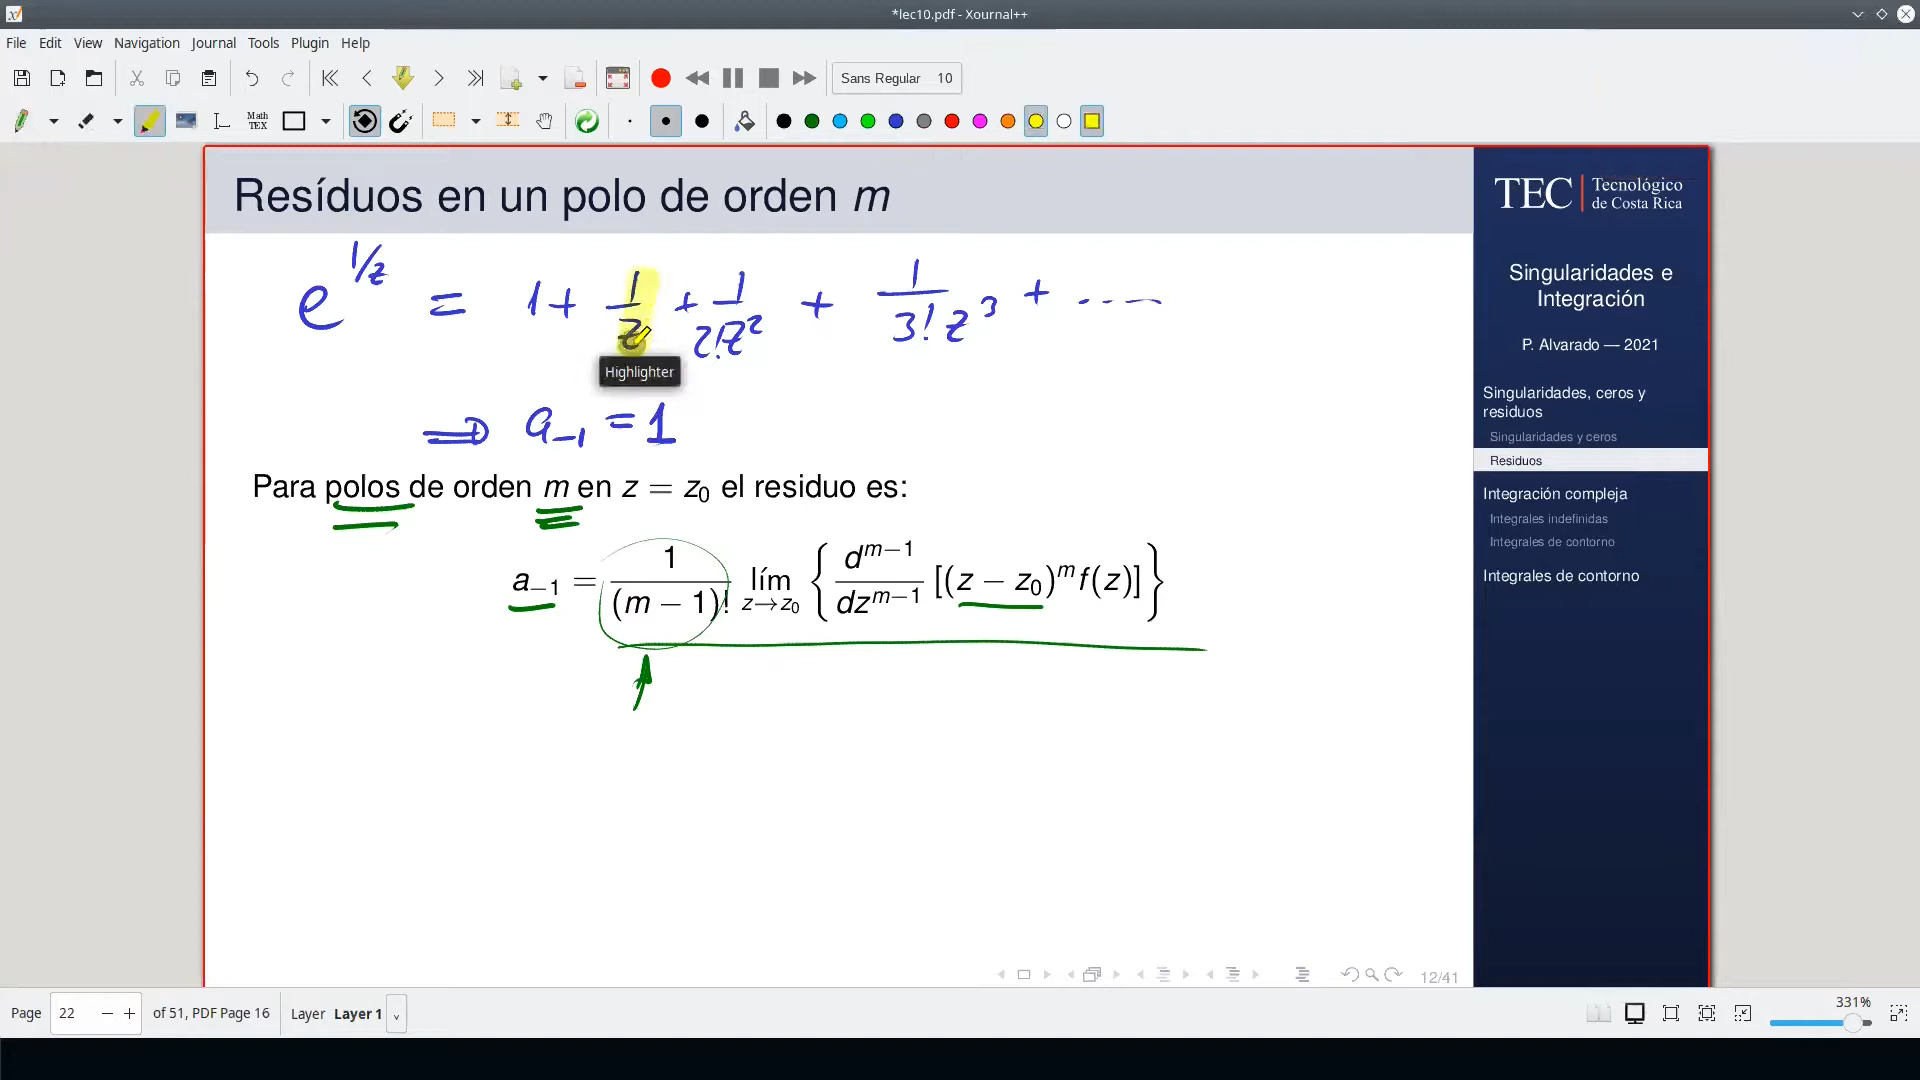 *lec10.pdf - Xournal++
File Edit View Navigation Journal Tools Plugin Help
Sans Regular 10
Math
TEX
Resíduos en un polo de orden m
e^{1/z} = 1 + 1/z + 1/2!z² + 1/3!z³ + ....
Highlighter
⇒ a₋₁ = 1
Para polos de orden m en z = z₀ el residuo es:
a₋₁ = 1/(m − 1)! lím_{z→z₀} { d^{m−1}/dz^{m−1} [(z − z₀)^m f(z)] }
12/41
TEC | Tecnológico
de Costa Rica
Singularidades e
Integración
P. Alvarado — 2021
Singularidades, ceros y
residuos
Singularidades y ceros
Residuos
Integración compleja
Integrales indefinidas
Integrales de contorno
Integrales de contorno
Page 22 of 51, PDF Page 16 Layer Layer 1
331%